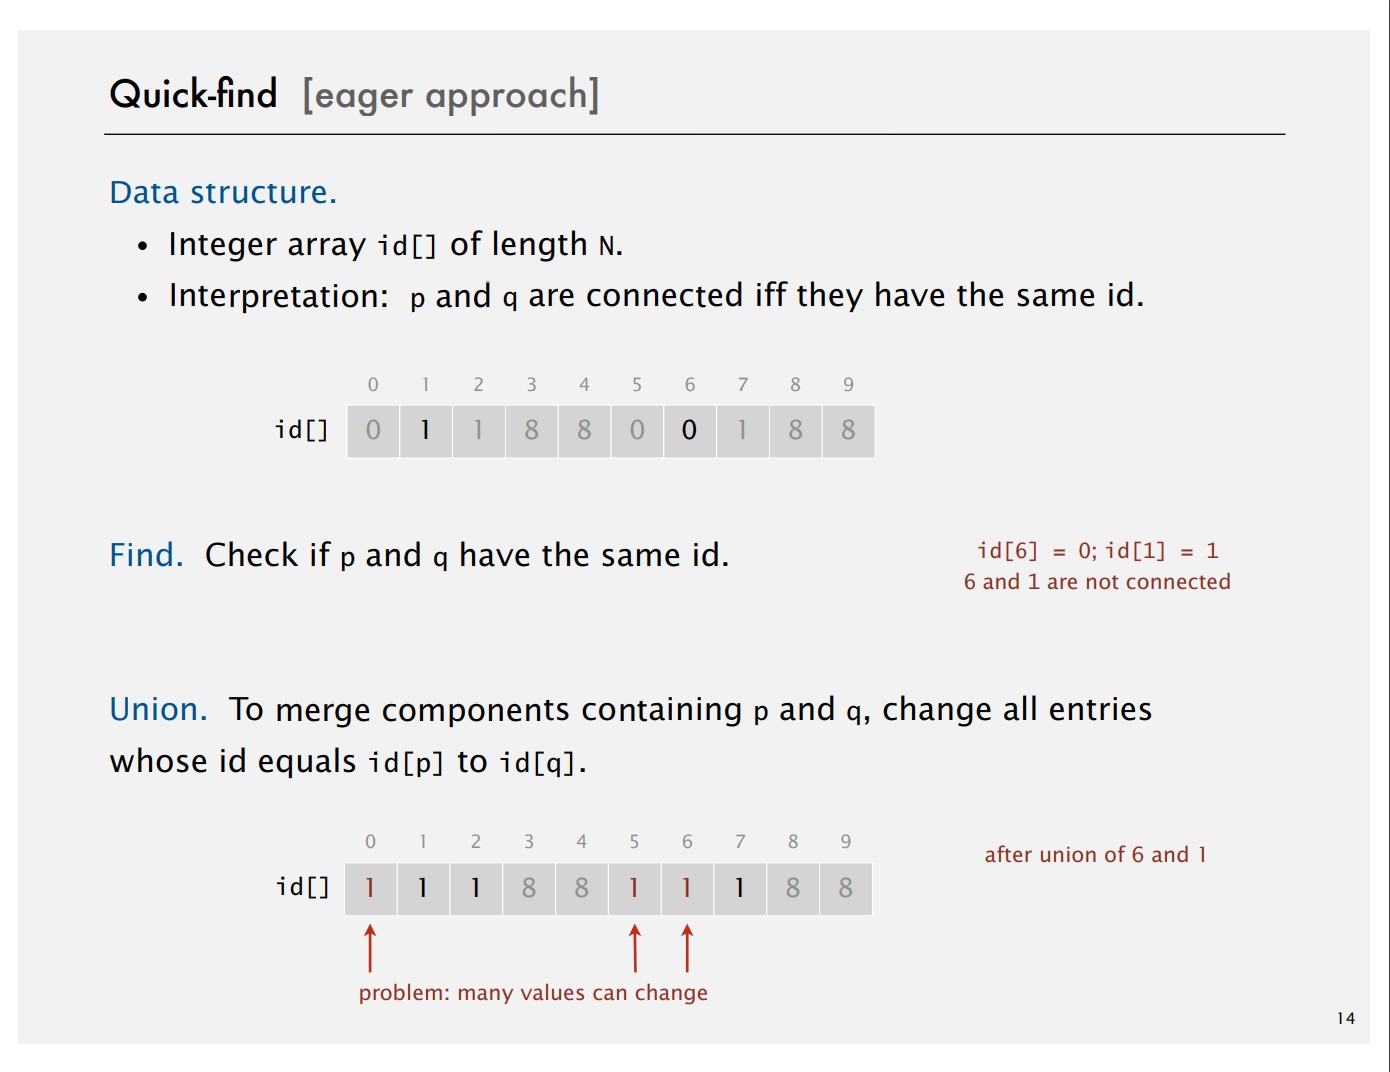 Quick-find [eager approach]
Data structure.
• Integer array id[] of length N.
• Interpretation: p and q are connected iff they have the same id.
0 1 2 3 4 5 6 7 8 9
id[] 0 1 1 8 8 0 0 1 8 8
Find. Check if p and q have the same id.
id[6] = 0; id[1] = 1
6 and 1 are not connected
Union. To merge components containing p and q, change all entries
whose id equals id[p] to id[q].
0 1 2 3 4 5 6 7 8 9
after union of 6 and 1
id[] 1 1 1 8 8 1 1 1 8 8
problem: many values can change
14